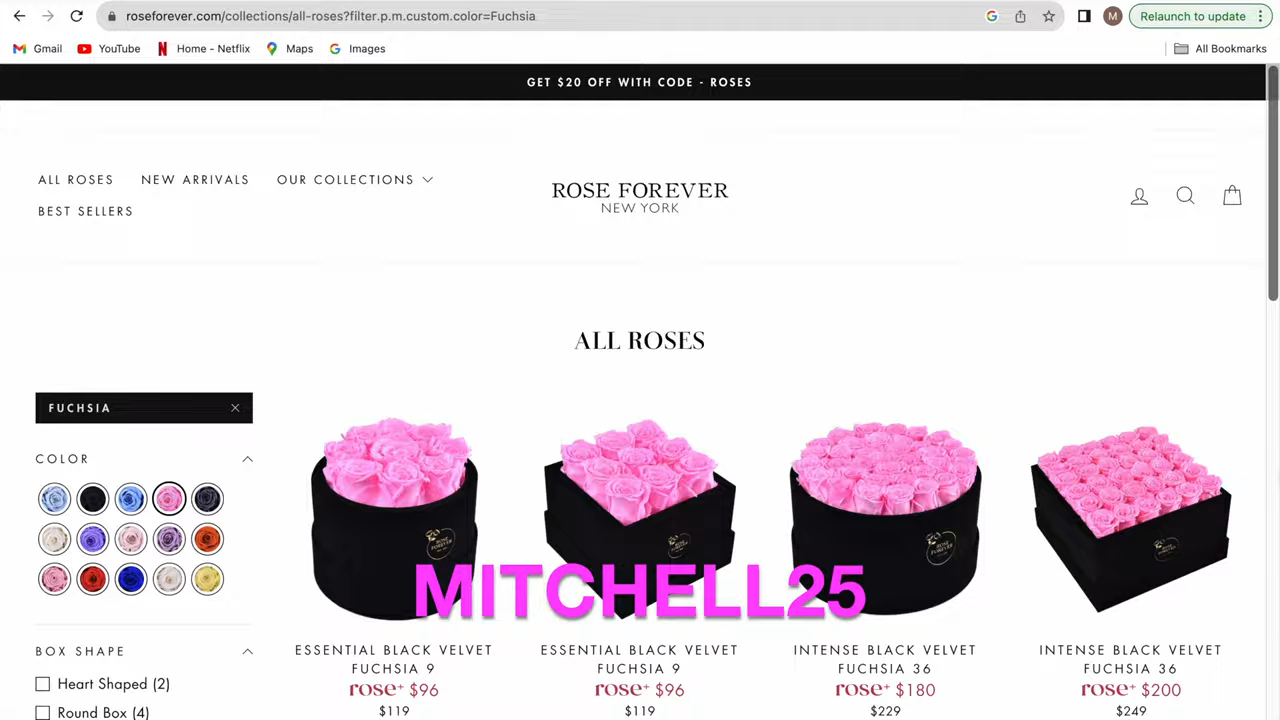 roseforever.com/collections/all-roses?filter.p.m.custom.color=Fuchsia
M
Relaunch to update
Gmail
YouTube
Home - Netflix
Maps
Images
All Bookmarks
GET $20 OFF WITH CODE - ROSES
ALL ROSES
NEW ARRIVALS
OUR COLLECTIONS
BEST SELLERS
ROSE FOREVER
NEW YORK
ALL ROSES
FUCHSIA
COLOR
BOX SHAPE
Heart Shaped (2)
Round Box (4)
ROSE
FOREVER
ROSE
FOREVER
MITCHELL25
ESSENTIAL BLACK VELVET
FUCHSIA 9
rose+ $96
$119
ESSENTIAL BLACK VELVET
FUCHSIA 9
rose+ $96
$119
INTENSE BLACK VELVET
FUCHSIA 36
rose+ $180
$229
INTENSE BLACK VELVET
FUCHSIA 36
rose+ $200
$249